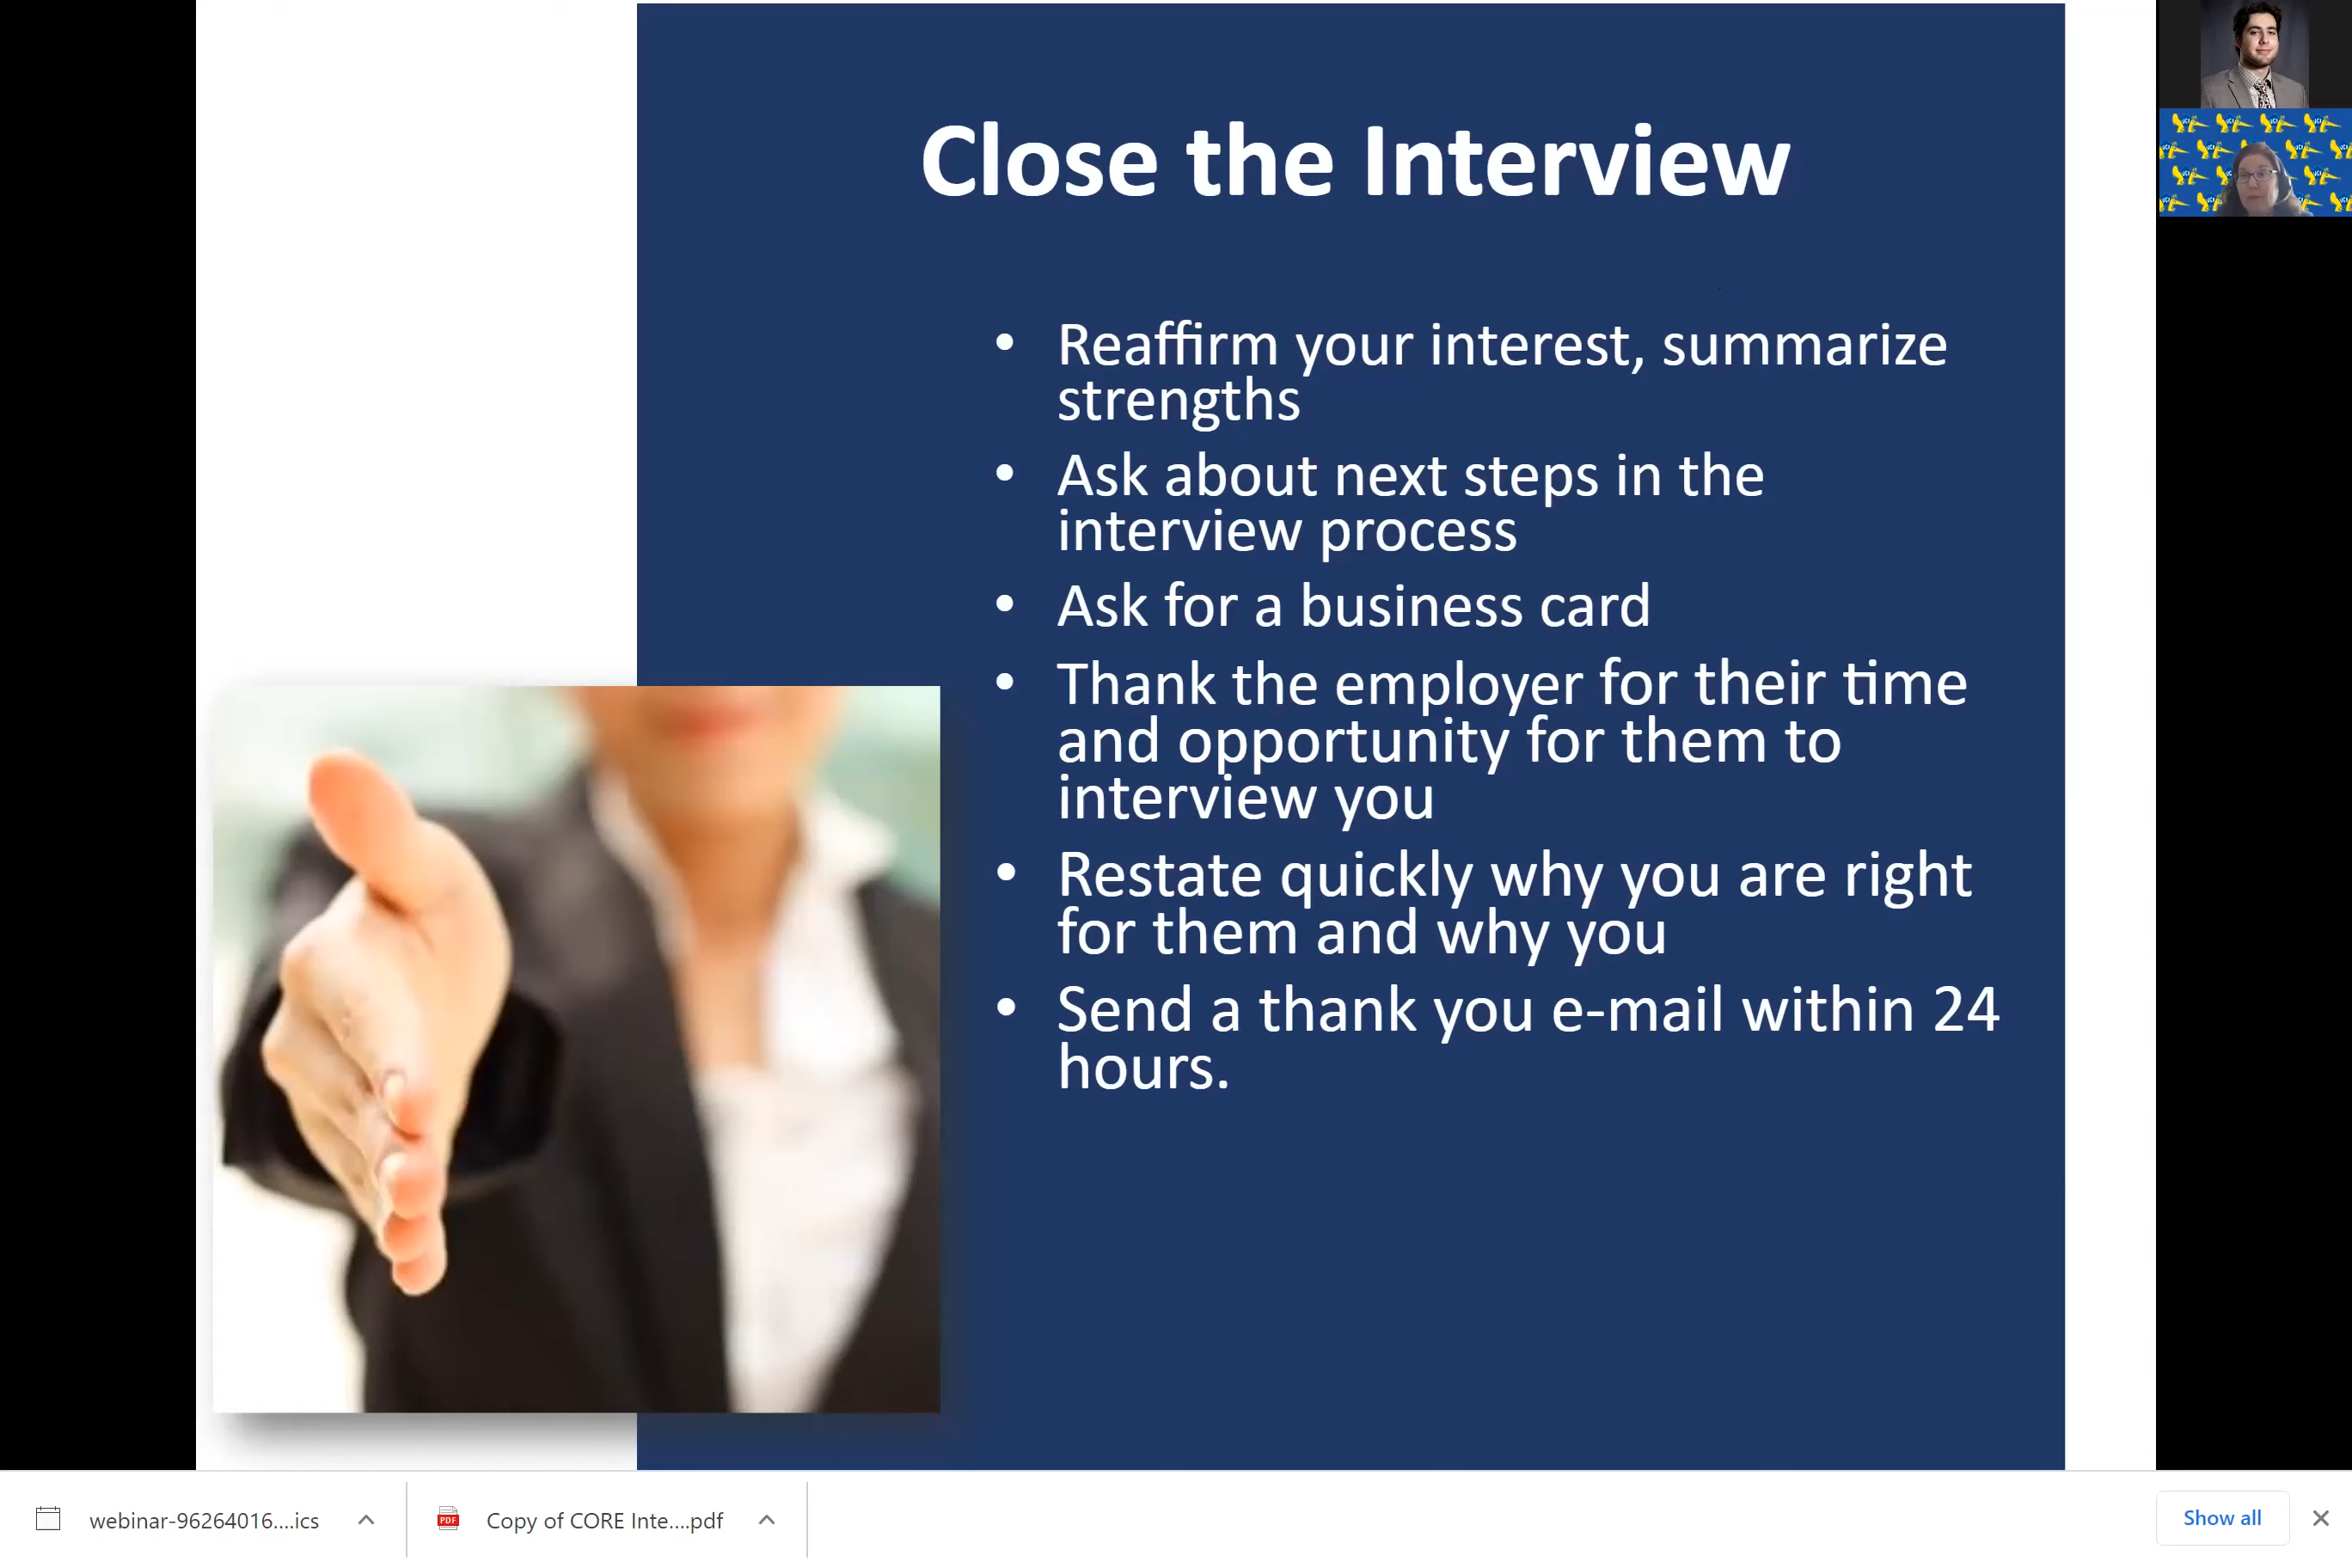 Close the Interview
• Reaffirm your interest, summarize
strengths
• Ask about next steps in the
interview process
• Ask for a business card
• Thank the employer for their time
and opportunity for them to
interview you
• Restate quickly why you are right
for them and why you
• Send a thank you e-mail within 24
hours.
webinar-96264016....ics
PDF
Copy of CORE Inte....pdf
Show all